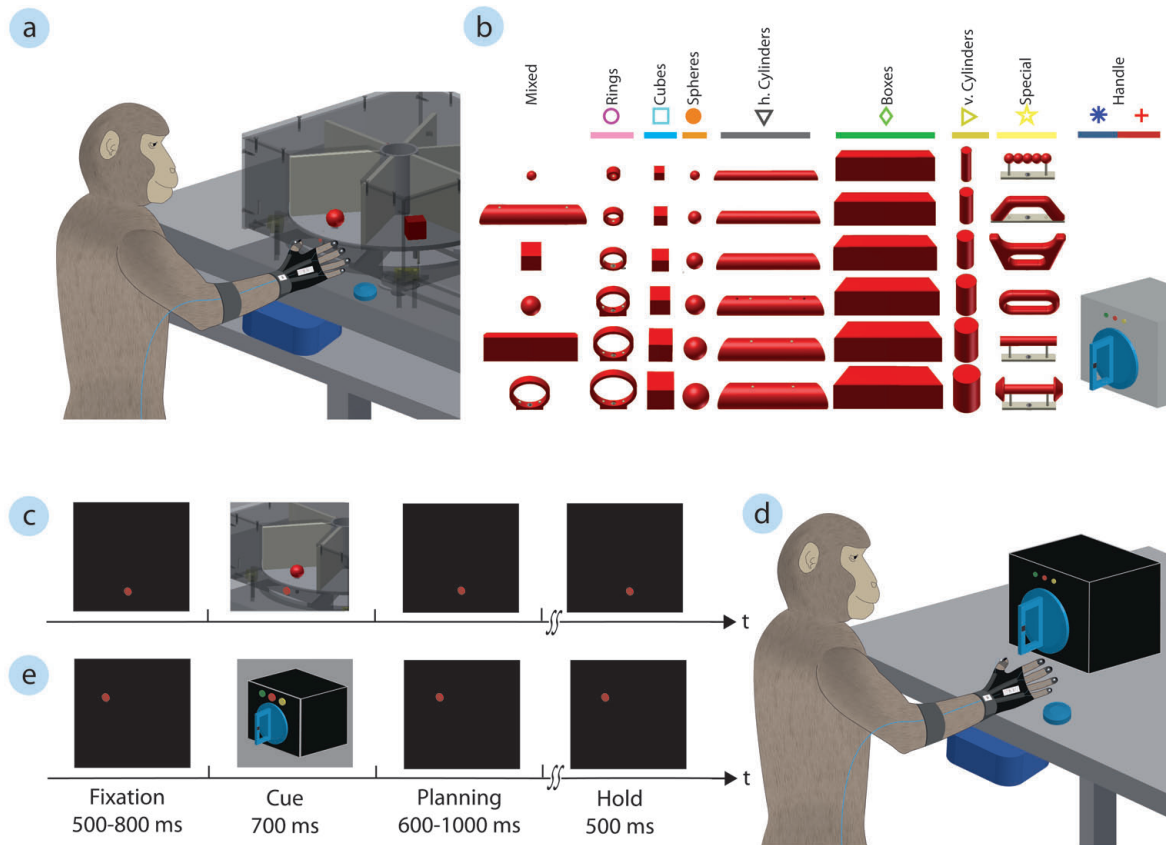 a
b
Mixed
Rings
Cubes
Spheres
h. Cylinders
Boxes
v. Cylinders
Special
Handle
c
t
d
e
t
Fixation
500-800 ms
Cue
700 ms
Planning
600-1000 ms
Hold
500 ms